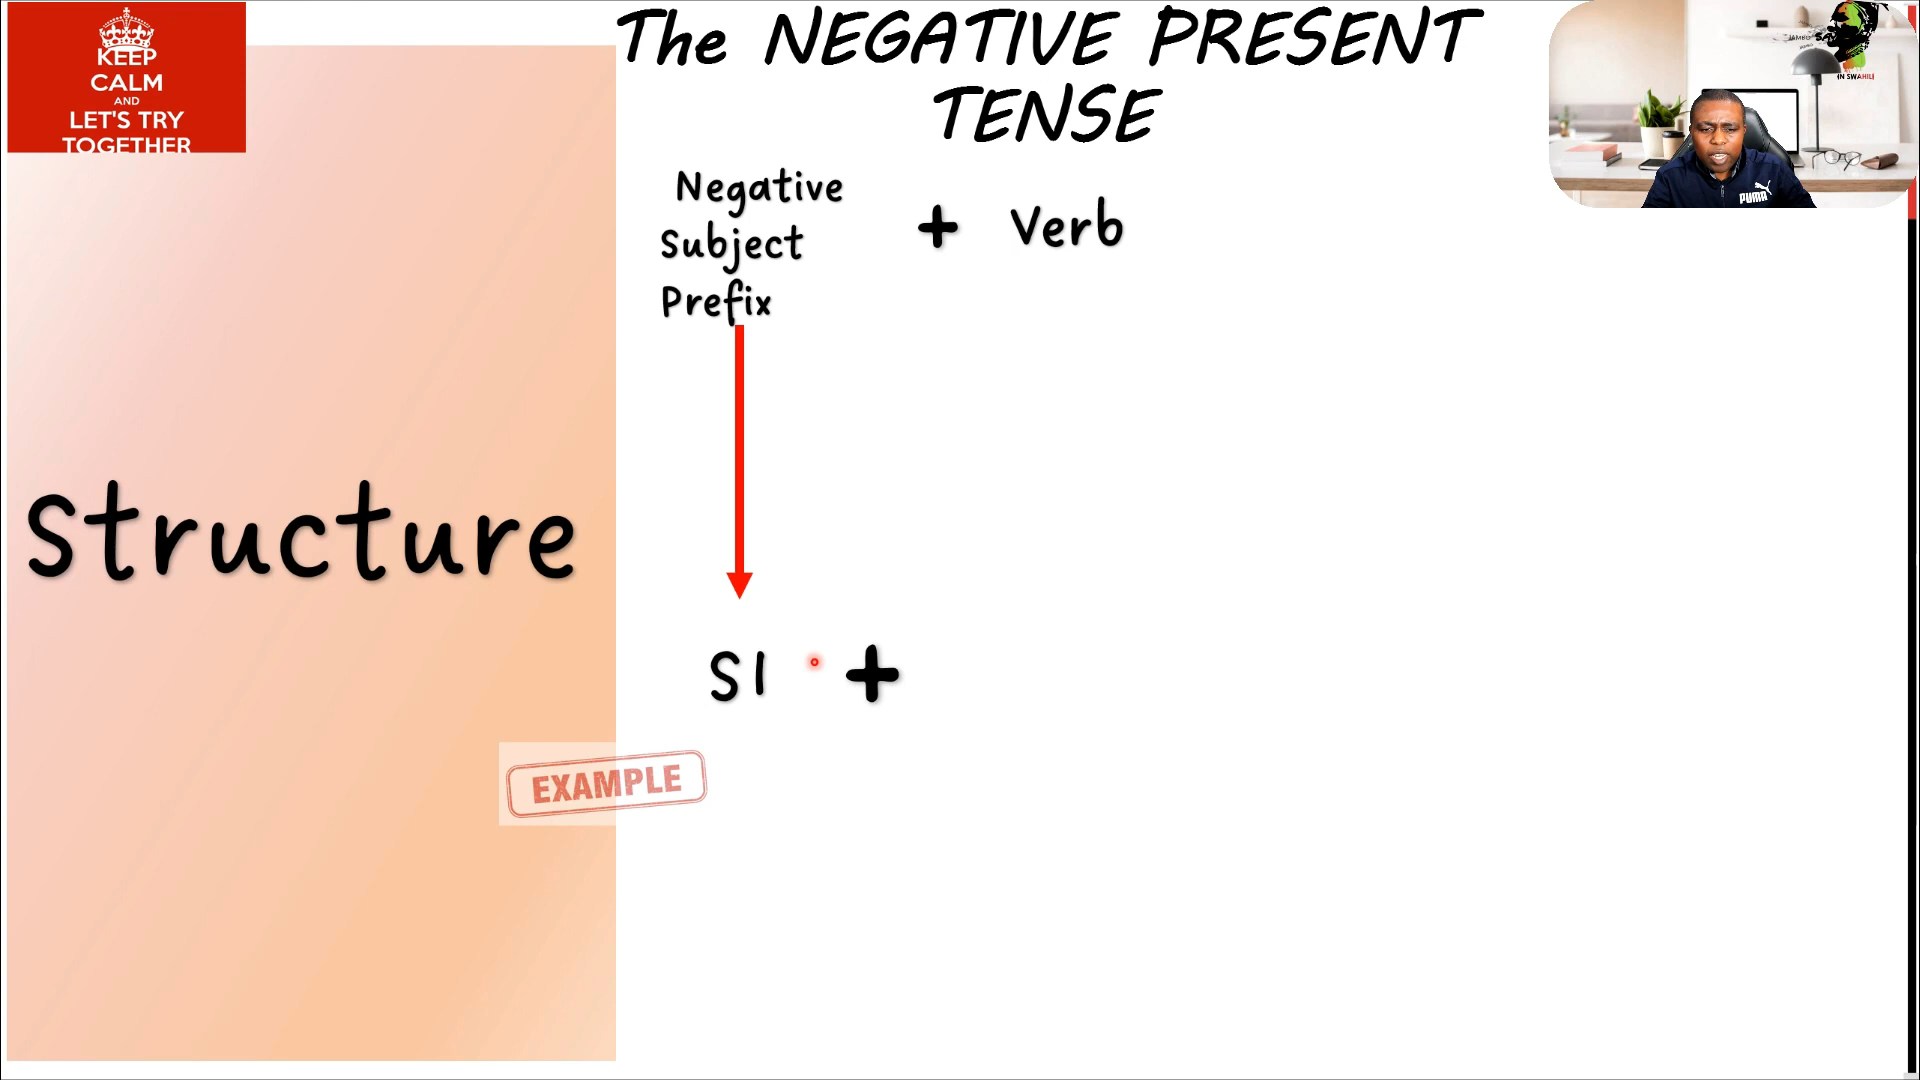 KEEP
CALM
AND
LET'S TRY
TOGETHER
The NEGATIVE PRESENT
TENSE
JAMBO
IN SWAHILI
PUMA
Negative
Subject
Prefix
+ Verb
Structure
SI +
EXAMPLE